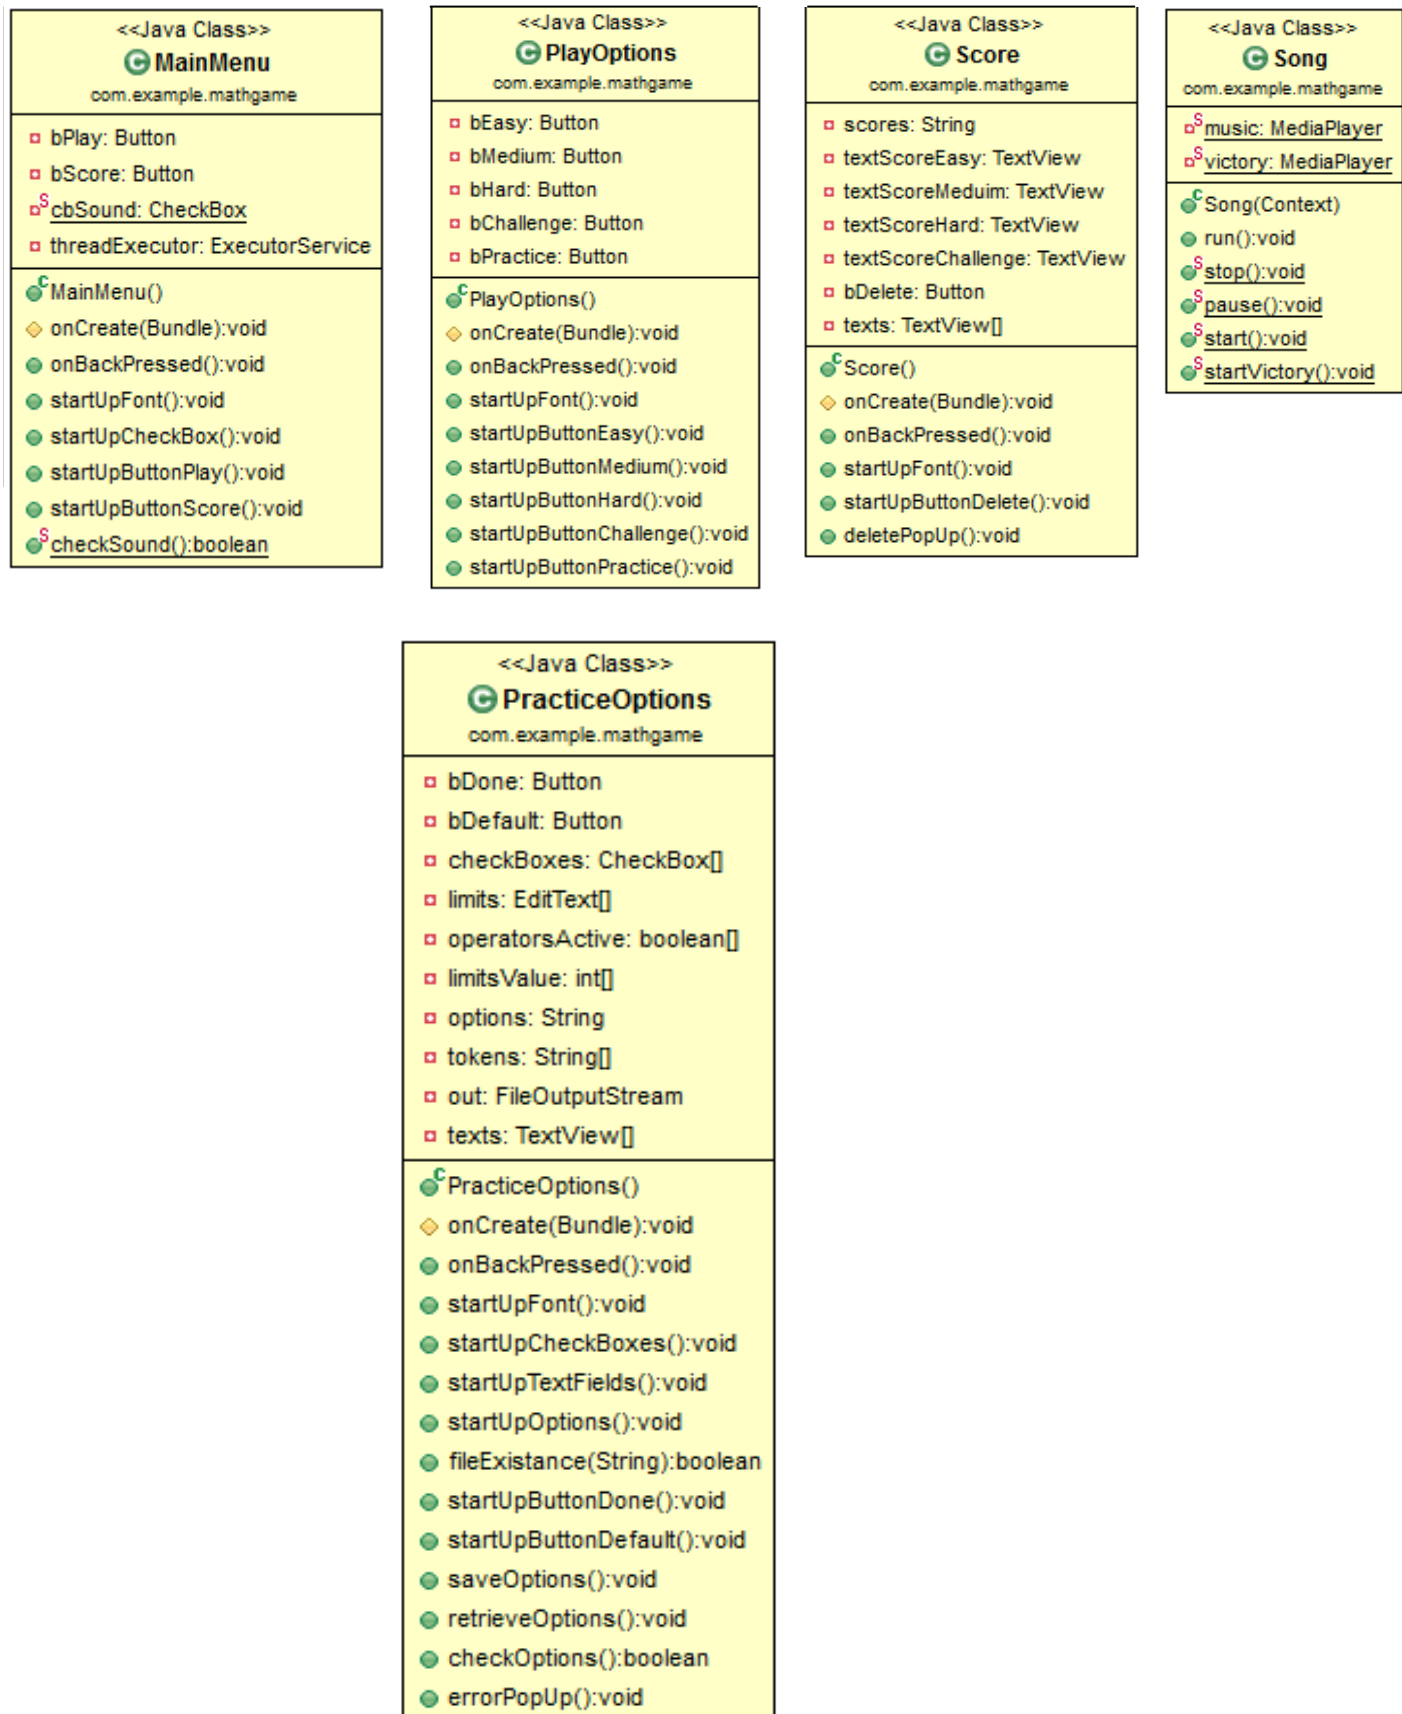 <<Java Class>>
MainMenu
com.example.mathgame
bPlay: Button
bScore: Button
cbSound: CheckBox
threadExecutor: ExecutorService
MainMenu()
onCreate(Bundle):void
onBackPressed():void
startUpFont():void
startUpCheckBox():void
startUpButtonPlay():void
startUpButtonScore():void
checkSound():boolean
<<Java Class>>
PlayOptions
com.example.mathgame
bEasy: Button
bMedium: Button
bHard: Button
bChallenge: Button
bPractice: Button
PlayOptions()
onCreate(Bundle):void
onBackPressed():void
startUpFont():void
startUpButtonEasy():void
startUpButtonMedium():void
startUpButtonHard():void
startUpButtonChallenge():void
startUpButtonPractice():void
<<Java Class>>
Score
com.example.mathgame
scores: String
textScoreEasy: TextView
textScoreMeduim: TextView
textScoreHard: TextView
textScoreChallenge: TextView
bDelete: Button
texts: TextView[]
Score()
onCreate(Bundle):void
onBackPressed():void
startUpFont():void
startUpButtonDelete():void
deletePopUp():void
<<Java Class>>
Song
com.example.mathgame
music: MediaPlayer
victory: MediaPlayer
Song(Context)
run():void
stop():void
pause():void
start():void
startVictory():void
<<Java Class>>
PracticeOptions
com.example.mathgame
bDone: Button
bDefault: Button
checkBoxes: CheckBox[]
limits: EditText[]
operatorsActive: boolean[]
limitsValue: int[]
options: String
tokens: String[]
out: FileOutputStream
texts: TextView[]
PracticeOptions()
onCreate(Bundle):void
onBackPressed():void
startUpFont():void
startUpCheckBoxes():void
startUpTextFields():void
startUpOptions():void
fileExistance(String):boolean
startUpButtonDone():void
startUpButtonDefault():void
saveOptions():void
retrieveOptions():void
checkOptions():boolean
errorPopUp():void